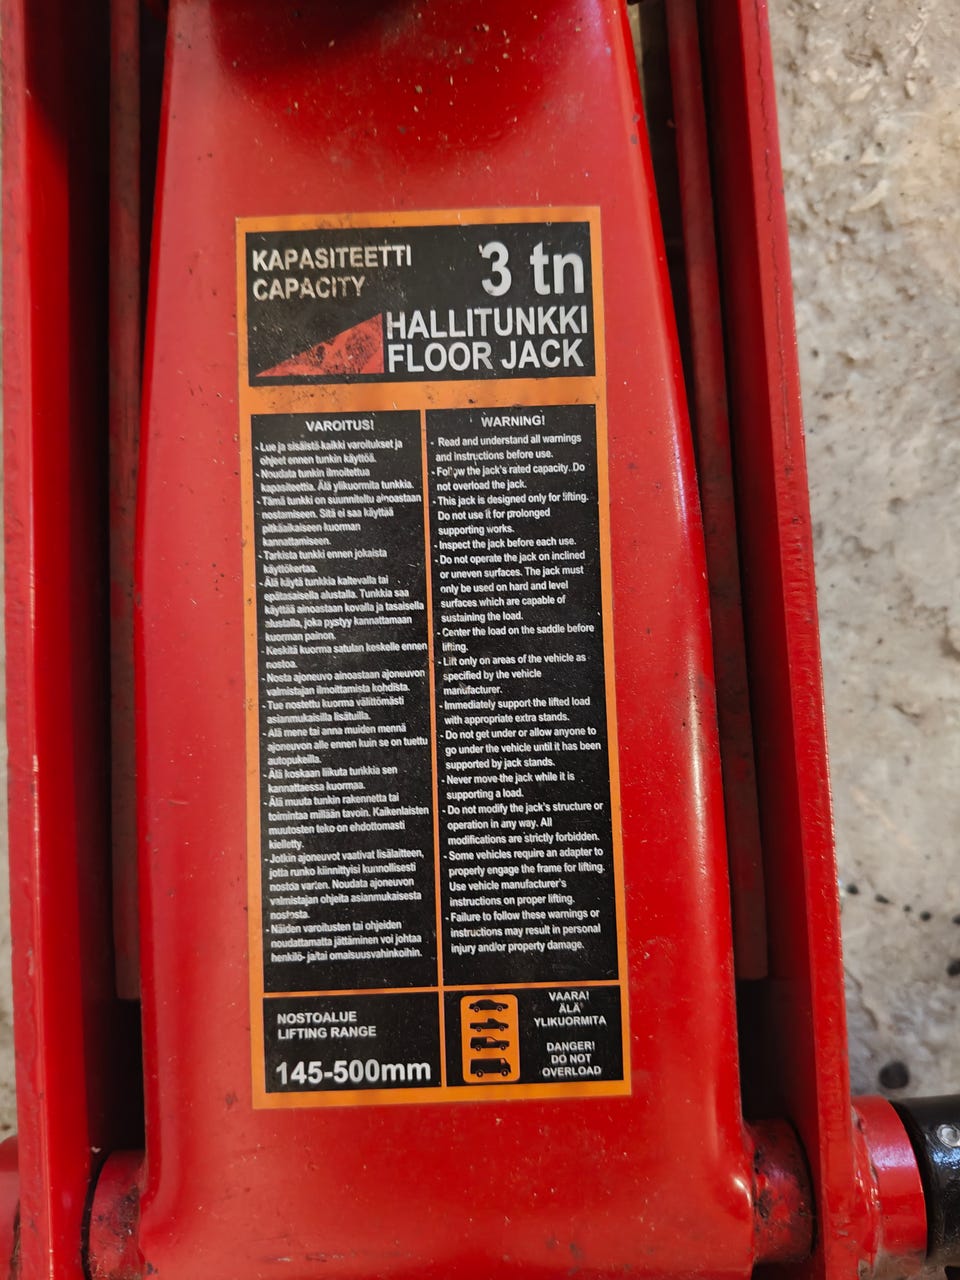 KAPASITEETTI
CAPACITY
3 tn
HALLITUNKKI
FLOOR JACK
VAROITUS!
- Lue ja sisäistä kaikki varoitukset ja
ohjeet ennen tunkin käyttöä.
- Noudata tunkin ilmoitettua
kapasiteettia. Älä ylikuormita tunkkia.
- Tämä tunkki on suunniteltu ainoastaan
nostamiseen. Sitä ei saa käyttää
pitkäaikaiseen kuorman
kannattamiseen.
- Tarkista tunkki ennen jokaista
käyttökertaa.
- Älä käytä tunkkia kaltevalla tai
epätasaisella alustalla. Tunkkia saa
käyttää ainoastaan kovalla ja tasaisella
alustalla, joka pystyy kannattamaan
kuorman painon.
- Keskitä kuorma satulan keskelle ennen
nostoa.
- Nosta ajoneuvo ainoastaan ajoneuvon
valmistajan ilmoittamista kohdista.
- Tue nostettu kuorma välittömästi
asianmukaisilla lisätuilla.
- Älä mene tai anna muiden mennä
ajoneuvon alle ennen kuin se on tuettu
autopukeilla.
- Älä koskaan liikuta tunkkia sen
kannattaessa kuormaa.
- Älä muuta tunkin rakennetta tai
toimintaa millään tavoin. Kaikenlaisten
muutosten teko on ehdottomasti
kielletty.
- Jotkin ajoneuvot vaativat lisälaitteen,
jotta runko kiinnittyisi kunnollisesti
nostoa varten. Noudata ajoneuvon
valmistajan ohjeita asianmukaisesta
nostosta.
- Näiden varoitusten tai ohjeiden
noudattamatta jättäminen voi johtaa
henkilö- ja/tai omaisuusvahinkoihin.
WARNING!
- Read and understand all warnings
and instructions before use.
- Follow the jack's rated capacity. Do
not overload the jack.
- This jack is designed only for lifting.
Do not use it for prolonged
supporting works.
- Inspect the jack before each use.
- Do not operate the jack on inclined
or uneven surfaces. The jack must
only be used on hard and level
surfaces which are capable of
sustaining the load.
- Center the load on the saddle before
lifting.
- Lift only on areas of the vehicle as
specified by the vehicle
manufacturer.
- Immediately support the lifted load
with appropriate extra stands.
- Do not get under or allow anyone to
go under the vehicle until it has been
supported by jack stands.
- Never move the jack while it is
supporting a load.
- Do not modify the jack's structure or
operation in any way. All
modifications are strictly forbidden.
- Some vehicles require an adapter to
properly engage the frame for lifting.
Use vehicle manufacturer's
instructions on proper lifting.
- Failure to follow these warnings or
instructions may result in personal
injury and/or property damage.
NOSTOALUE
LIFTING RANGE
145-500mm
VAARA!
ÄLÄ
YLIKUORMITA
DANGER!
DO NOT
OVERLOAD